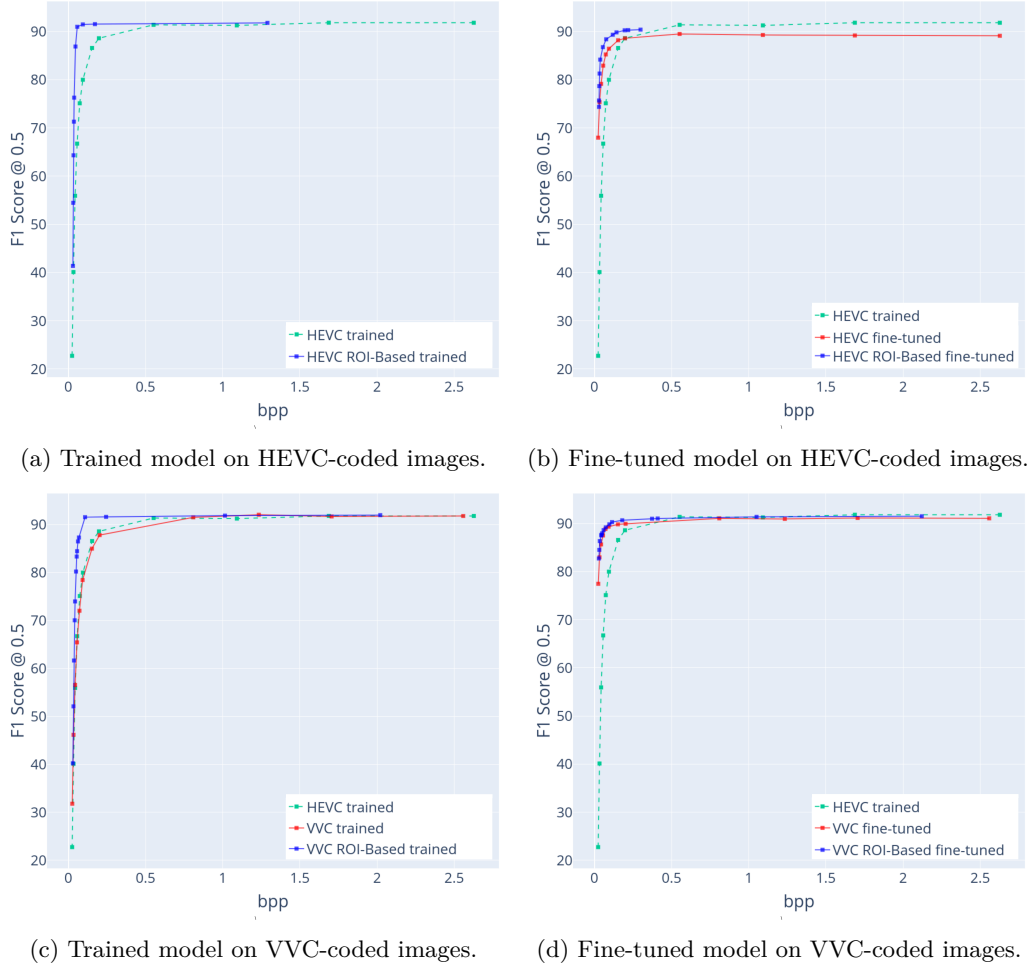 90
80
70
60
50
40
30
20
F1 Score @ 0.5
HEVC trained
HEVC ROI-Based trained
0
0.5
1
1.5
2
2.5
bpp
(a) Trained model on HEVC-coded images.
90
80
70
60
50
40
30
20
F1 Score @ 0.5
HEVC trained
HEVC fine-tuned
HEVC ROI-Based fine-tuned
0
0.5
1
1.5
2
2.5
bpp
(b) Fine-tuned model on HEVC-coded images.
90
80
70
60
50
40
30
20
F1 Score @ 0.5
HEVC trained
VVC trained
VVC ROI-Based trained
0
0.5
1
1.5
2
2.5
bpp
(c) Trained model on VVC-coded images.
90
80
70
60
50
40
30
20
F1 Score @ 0.5
HEVC trained
VVC fine-tuned
VVC ROI-Based fine-tuned
0
0.5
1
1.5
2
2.5
bpp
(d) Fine-tuned model on VVC-coded images.